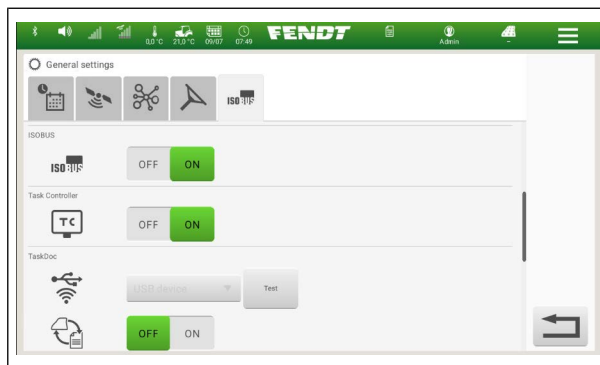 0,0 °C 21,0 °C 09/07 07:49 FENDT Admin -
General settings
ISOBUS
ISOBUS
ISOBUS OFF ON
Task Controller
TC OFF ON
TaskDoc
USB device Test
OFF ON